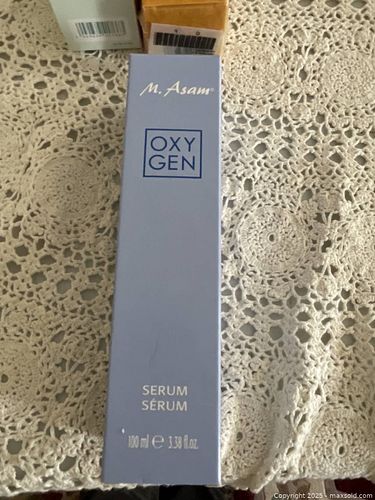 M. Asam®
OXY
GEN
SERUM
SÉRUM
100 ml ℮ 3.38 fl.oz.
Copyright 2025 - maxsold.com